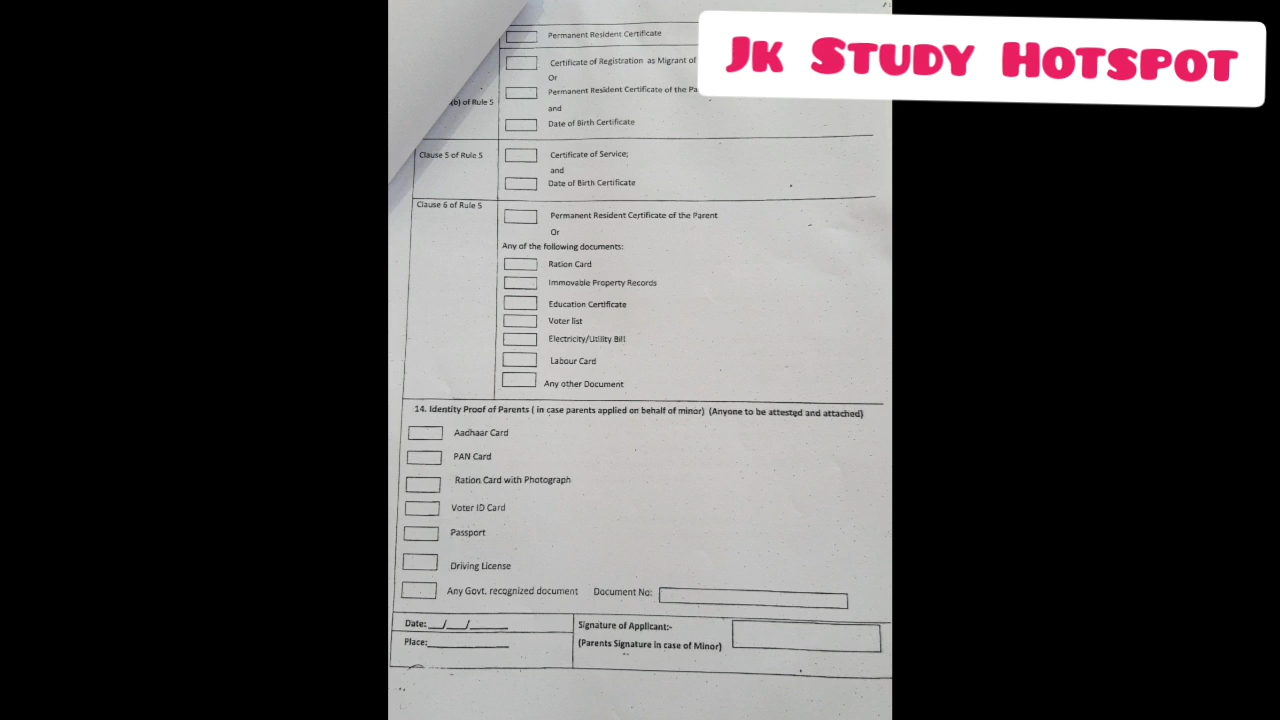 JK STUDY HOTSPOT
Permanent Resident Certificate
Certificate of Registration as Migrant of
Or
(b) of Rule 5
Permanent Resident Certificate of the
and
Date of Birth Certificate
Clause 5 of Rule 5
Certificate of Service;
and
Date of Birth Certificate
Clause 6 of Rule 5
Permanent Resident Certificate of the Parent
Or
Any of the following documents:
Ration Card
Immovable Property Records
Education Certificate
Voter list
Electricity/Utility Bill
Labour Card
Any other Document
14. Identity Proof of Parents ( in case parents applied on behalf of minor) (Anyone to be attested and attached)
Aadhaar Card
PAN Card
Ration Card with Photograph
Voter ID Card
Passport
Driving License
Any Govt. recognized document Document No:
Date:___/___/______
Signature of Applicant:-
Place:____________
(Parents Signature in case of Minor)